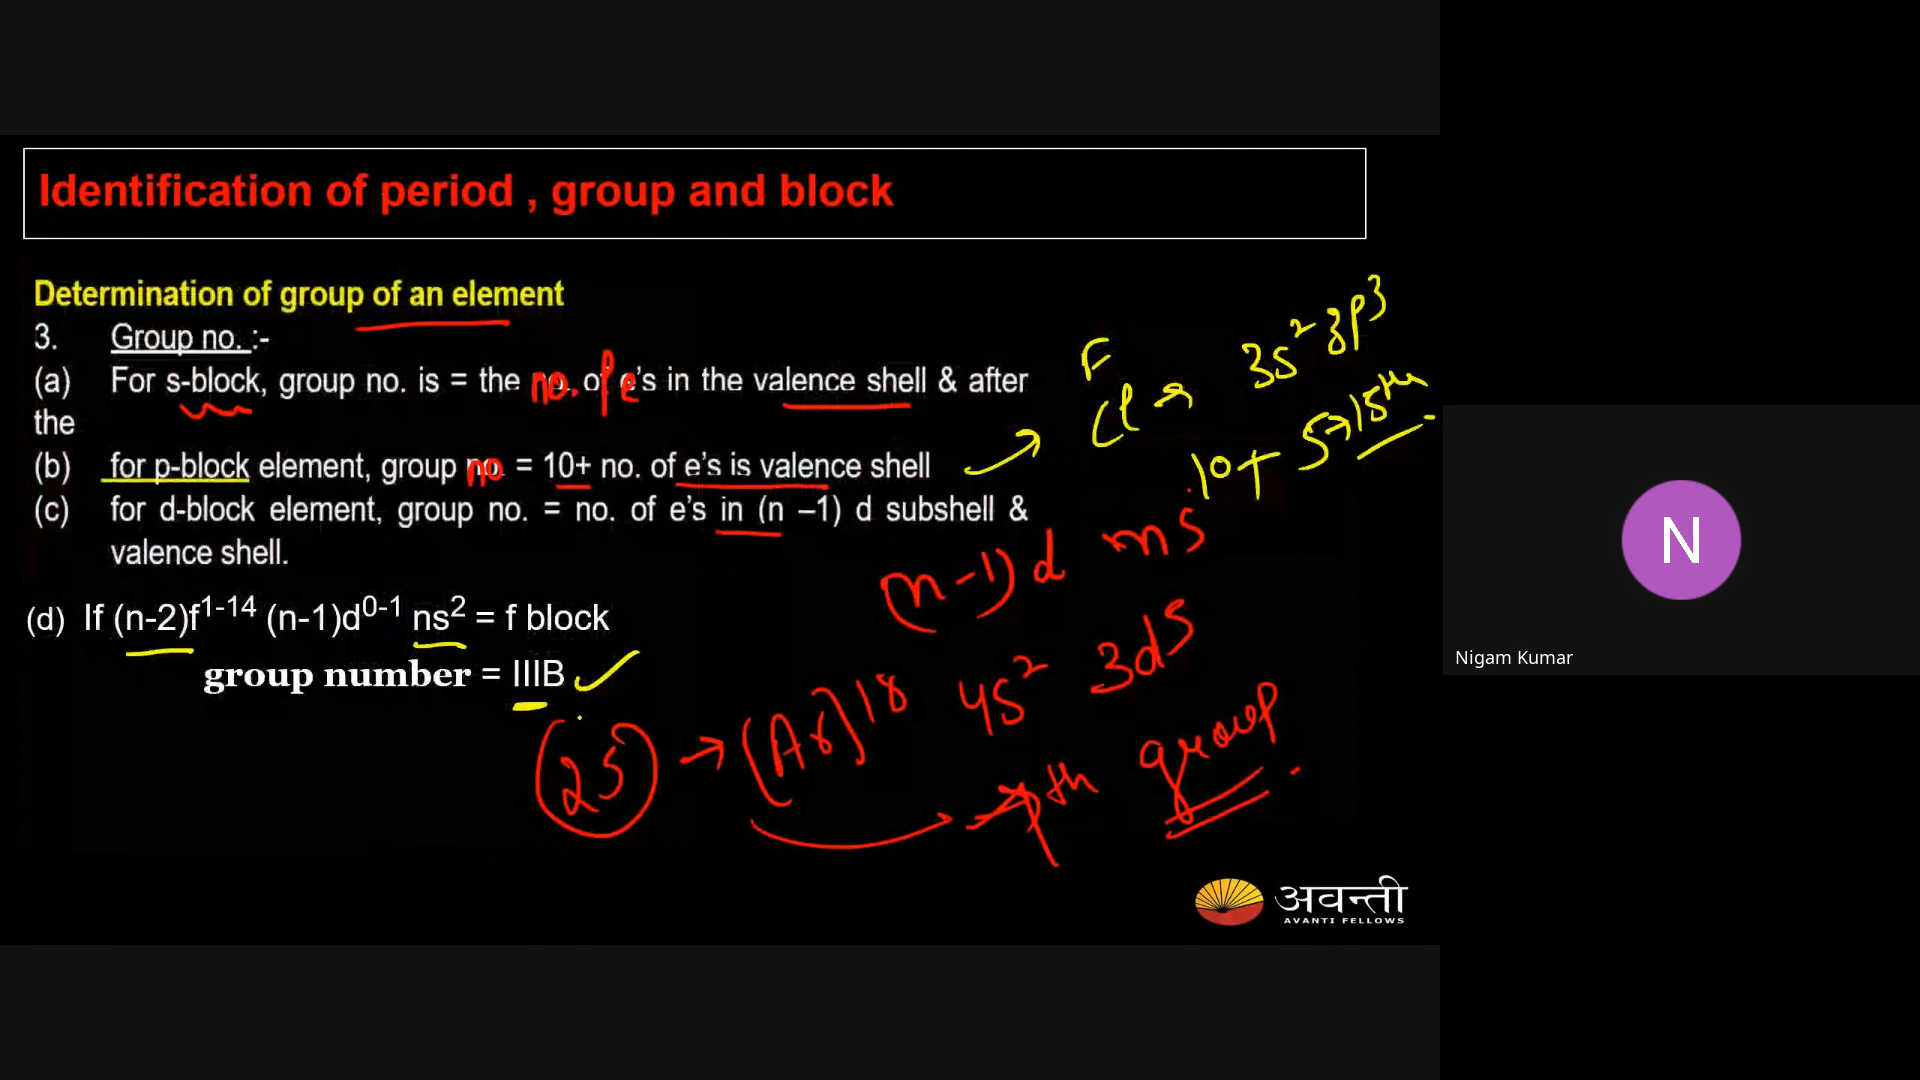 Identification of period , group and block
Determination of group of an element
3. Group no. :-
(a) For s-block, group no. is = the no. of e's in the valence shell & after
the
(b) for p-block element, group no. = 10+ no. of e's is valence shell
(c) for d-block element, group no. = no. of e's in (n –1) d subshell &
valence shell.
(d) If (n-2)f1-14 (n-1)d0-1 ns2 = f block
group number = IIIB
F
Cl → 3s2 3p3
10+ 5→15th
(n-1)d ns
25 → [Ar]18 4s2 3d5
7th group
अवन्ती
AVANTI FELLOWS
N
Nigam Kumar